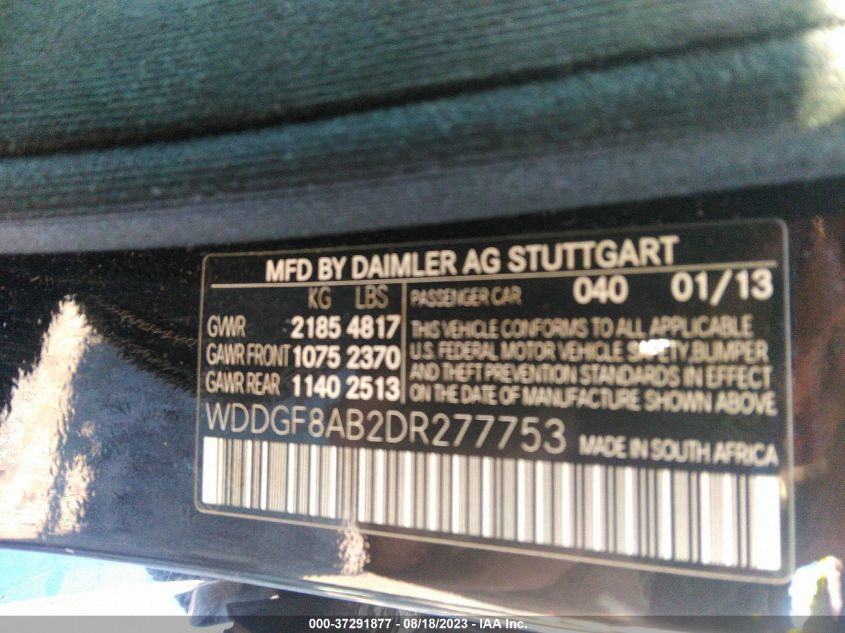 MFD BY DAIMLER AG STUTTGART
KG LBS
GVWR 2185 4817
GAWR FRONT 1075 2370
GAWR REAR 1140 2513
PASSENGER CAR 040 01/13
THIS VEHICLE CONFORMS TO ALL APPLICABLE
U.S. FEDERAL MOTOR VEHICLE SAFETY, BUMPER
AND THEFT PREVENTION STANDARDS IN EFFECT
ON THE DATE OF MANUFACTURE SHOWN ABOVE.
WDDGF8AB2DR277753 MADE IN SOUTH AFRICA
000-37291877 - 08/18/2023 - © 2023 - IAA Inc.